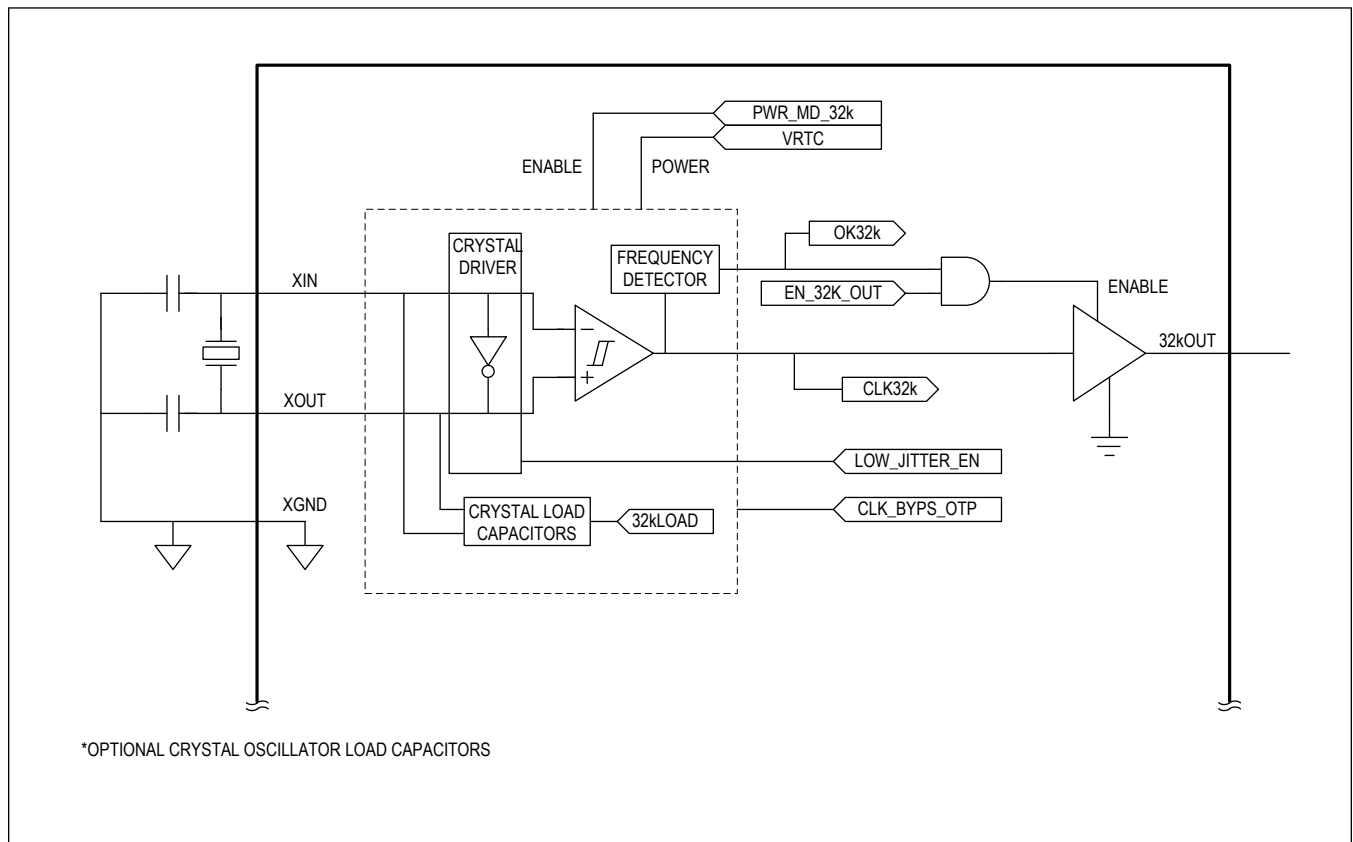 PWR_MD_32k
VRTC
ENABLE
POWER
OK32k
CRYSTAL
DRIVER
FREQUENCY
DETECTOR
XIN
EN_32K_OUT
ENABLE
32kOUT
CLK32k
XOUT
LOW_JITTER_EN
XGND
CRYSTAL LOAD
CAPACITORS
32kLOAD
CLK_BYPS_OTP
*OPTIONAL CRYSTAL OSCILLATOR LOAD CAPACITORS